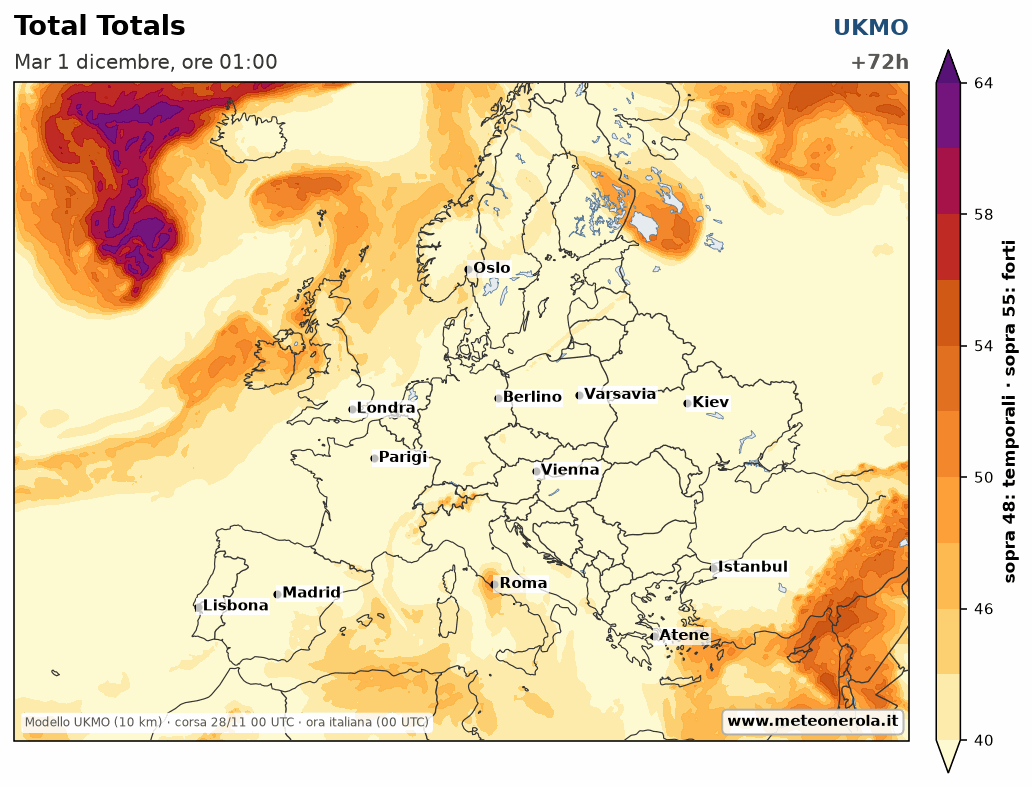 Total Totals
UKMO
Mar 1 dicembre, ore 01:00
+72h
64
58
54
50
46
40
sopra 48: temporali · sopra 55: forti
Oslo
Berlino
Varsavia
Kiev
Londra
Parigi
Vienna
Istanbul
Roma
Madrid
Lisbona
Atene
Modello UKMO (10 km) · corsa 28/11 00 UTC · ora italiana (00 UTC)
www.meteonerola.it